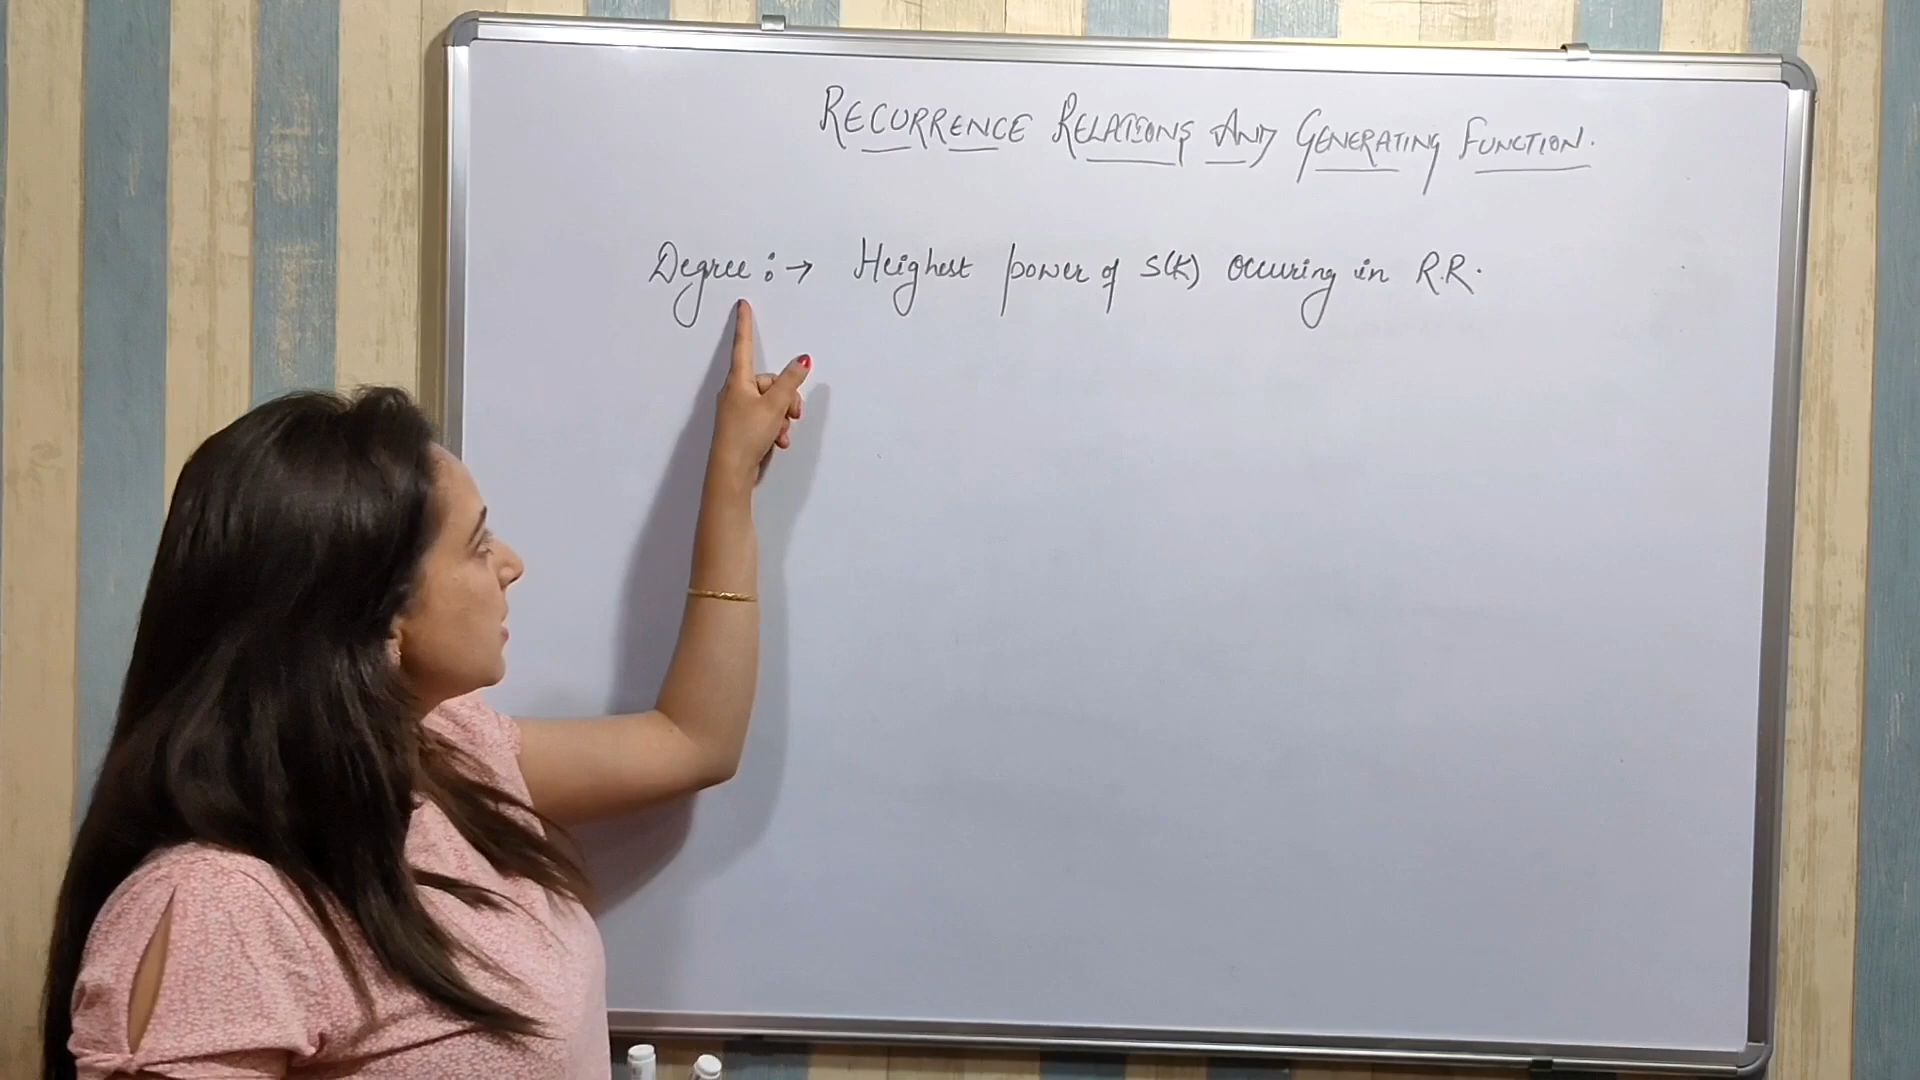 RECURRENCE RELATIONS AND GENERATING FUNCTION.
Degree :→ Heighest power of S(K) occuring in R.R.